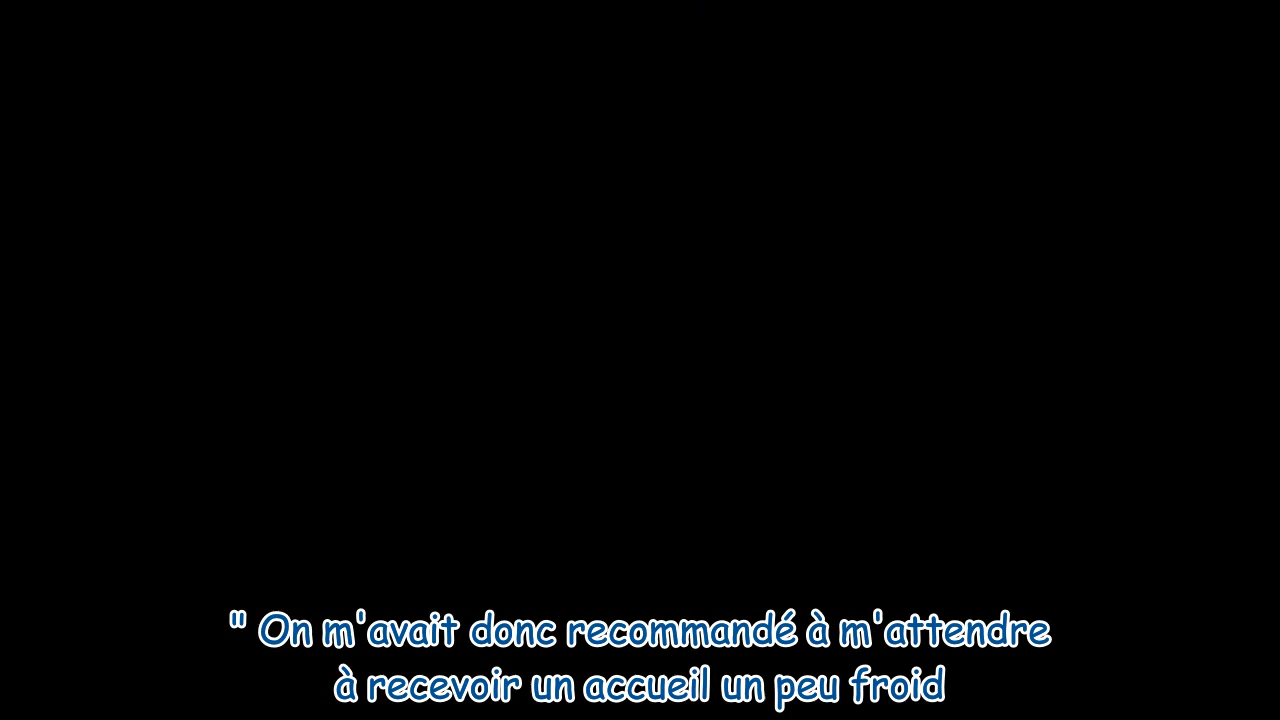 " On m'avait donc recommandé à m'attendre
à recevoir un accueil un peu froid